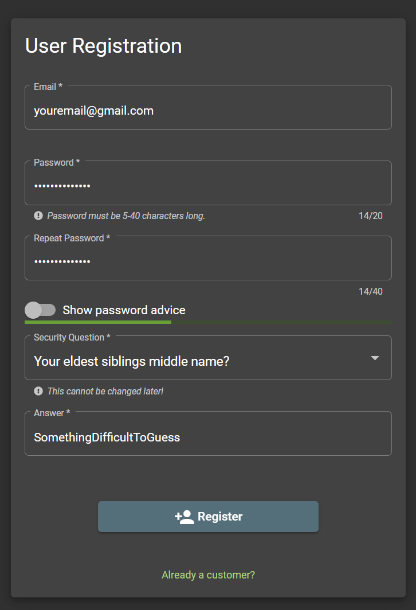 User Registration
Email *
youremail@gmail.com
Password *
••••••••••••••
Password must be 5-40 characters long. 14/20
Repeat Password *
••••••••••••••
14/40
Show password advice
Security Question *
Your eldest siblings middle name?
This cannot be changed later!
Answer *
SomethingDifficultToGuess
Register
Already a customer?